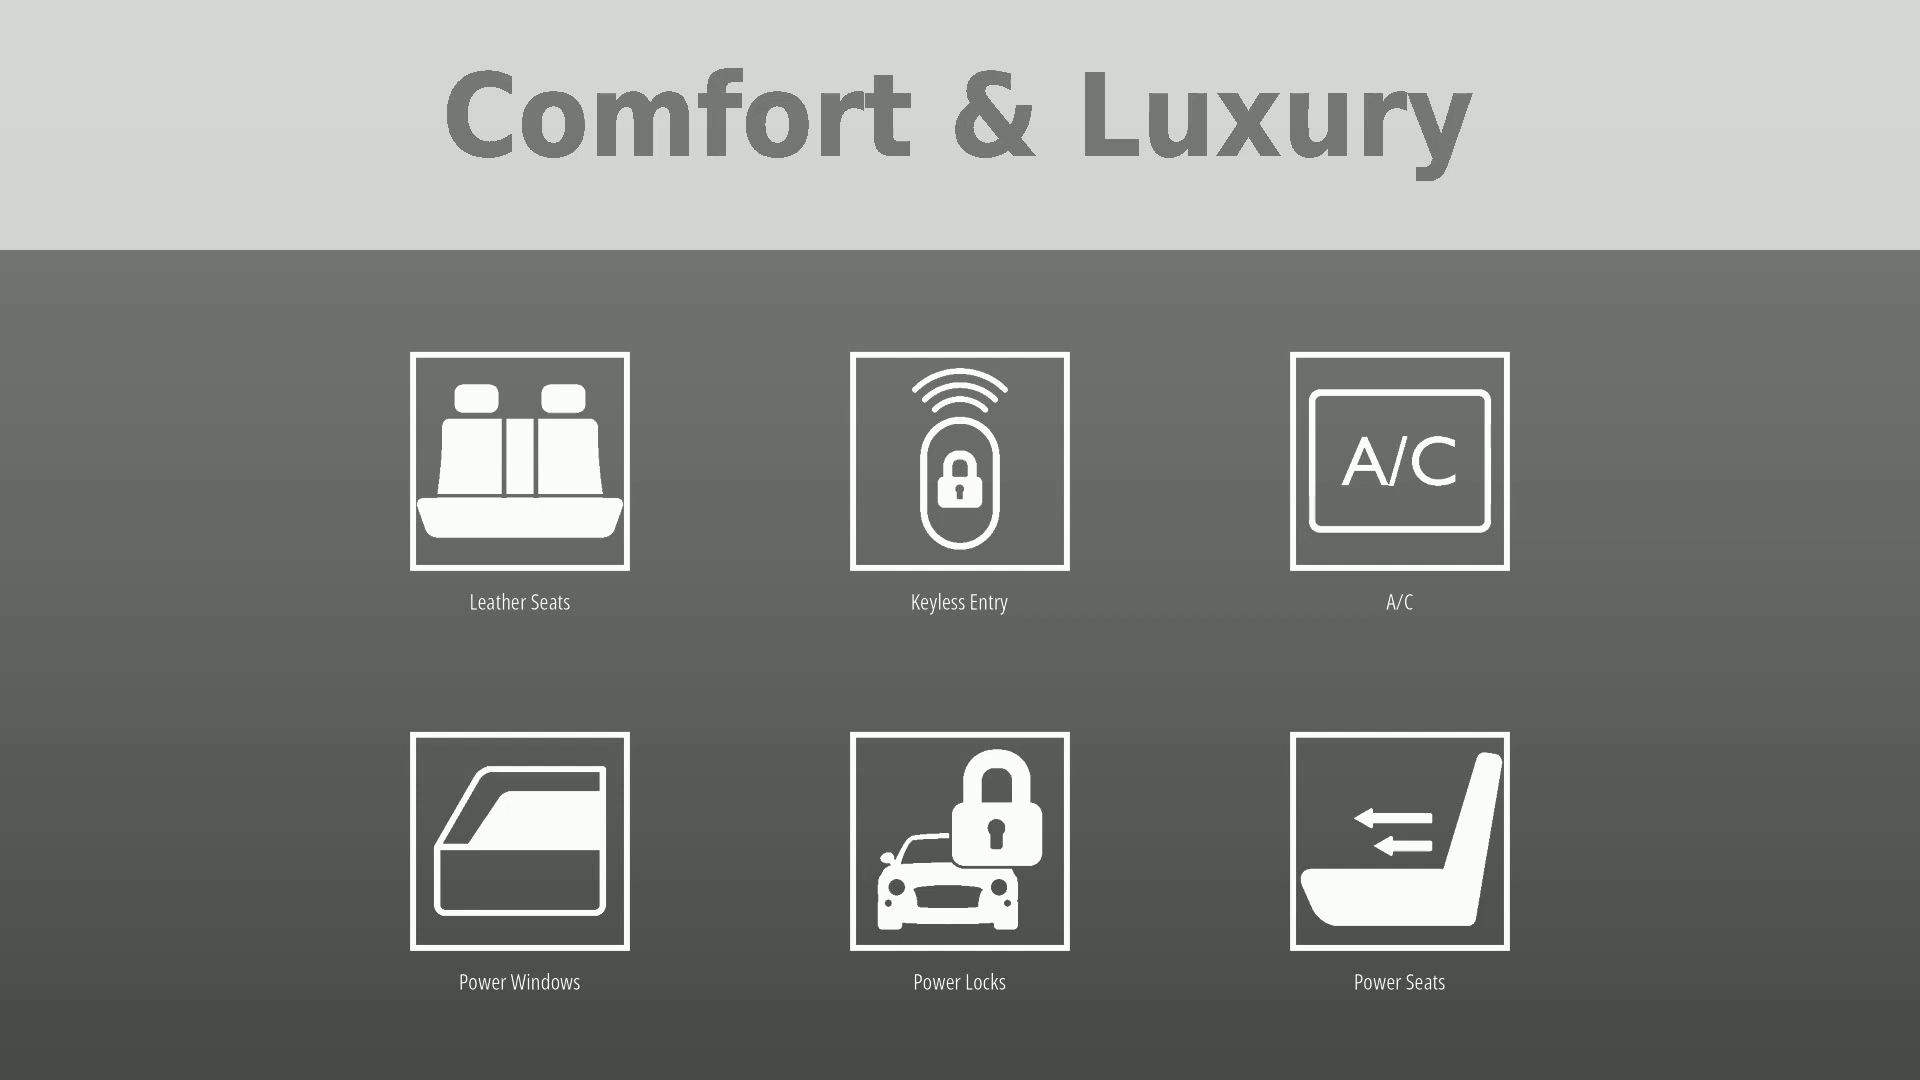 Comfort & Luxury
A/C
Leather Seats
Keyless Entry
A/C
Power Windows
Power Locks
Power Seats